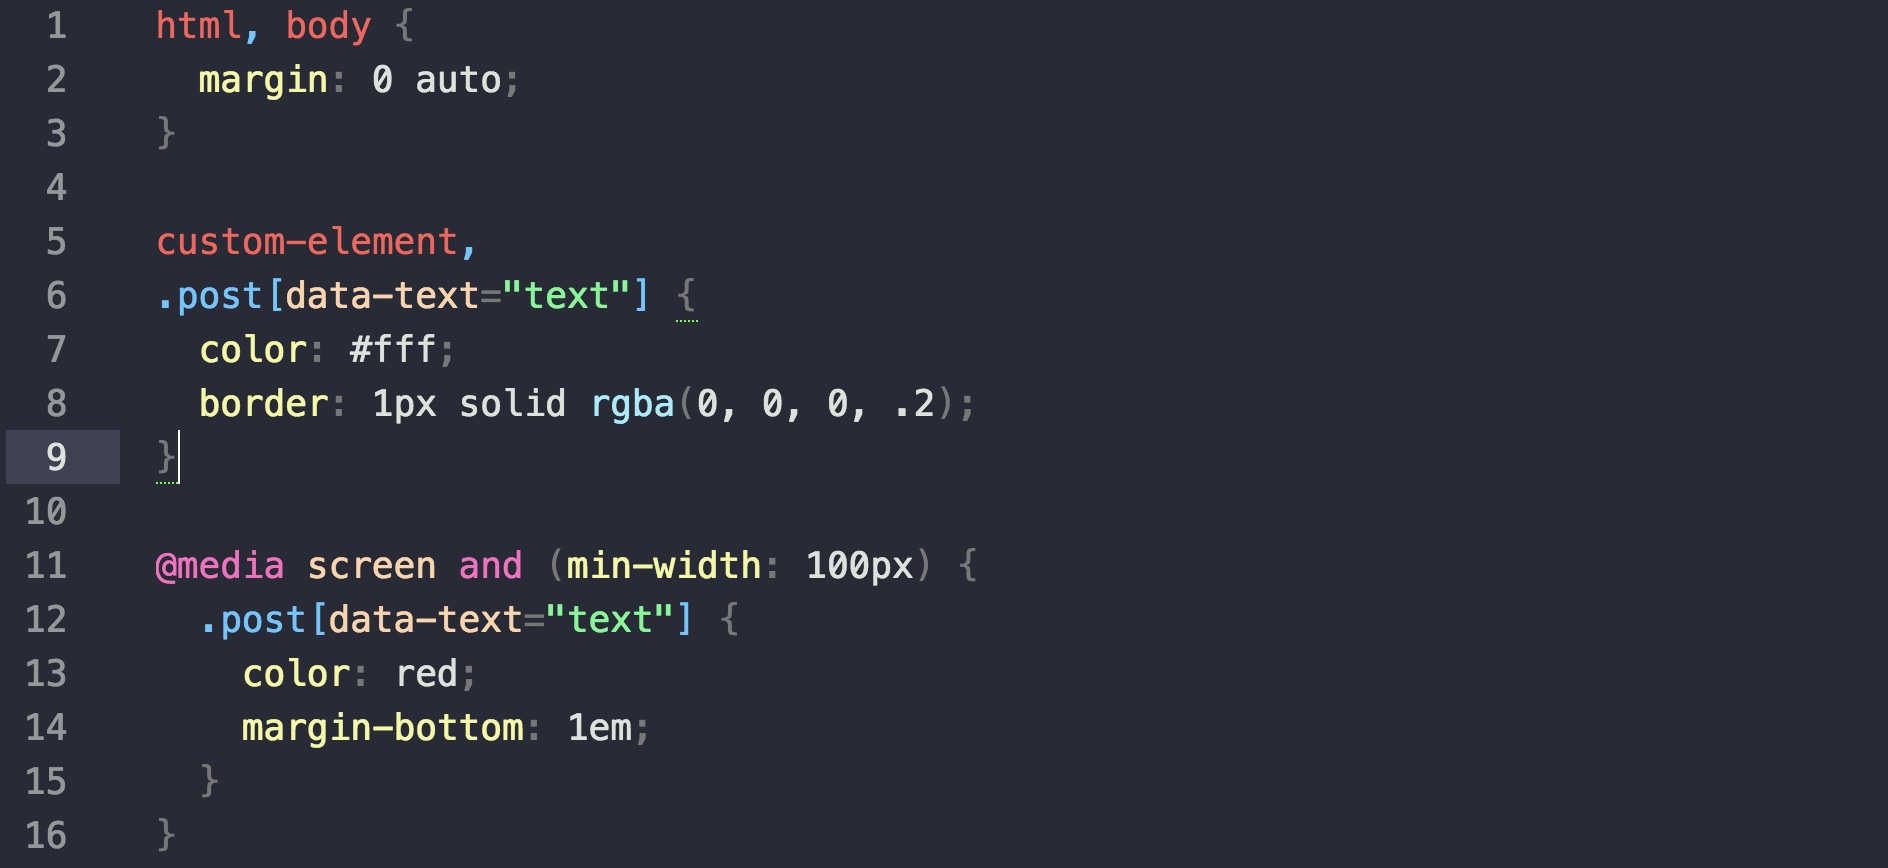 1 html, body {
2   margin: 0 auto;
3 }
4
5 custom-element,
6 .post[data-text="text"] {
7   color: #fff;
8   border: 1px solid rgba(0, 0, 0, .2);
9 }
10
11 @media screen and (min-width: 100px) {
12   .post[data-text="text"] {
13     color: red;
14     margin-bottom: 1em;
15   }
16 }